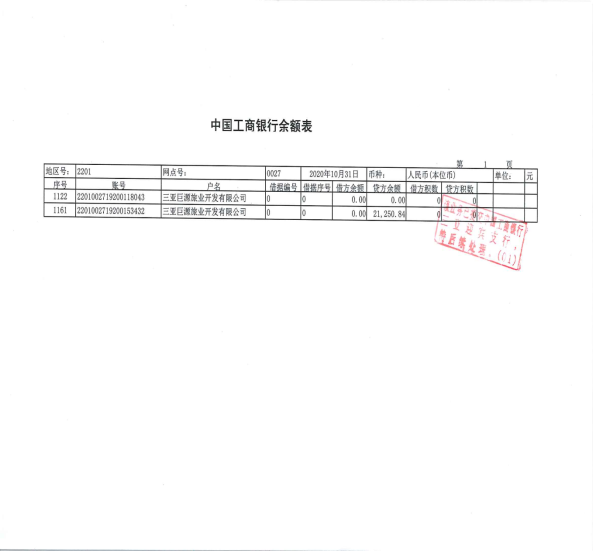 中国工商银行余额表
第 1 页
地区号: 2201 网点号: 0027 2020年10月31日 币种: 人民币(本位币) 单位: 元
序号 账号 户名 借据编号 借据序号 借方余额 贷方余额 借方积数 贷方积数
1122 2201002719200118043 三亚巨源旅业开发有限公司 0 0 0.00 0.00 0 0
1161 2201002719200153432 三亚巨源旅业开发有限公司 0 0 0.00 21,250.84 0 0
工商银行
三亚迎宾支行,
(01)